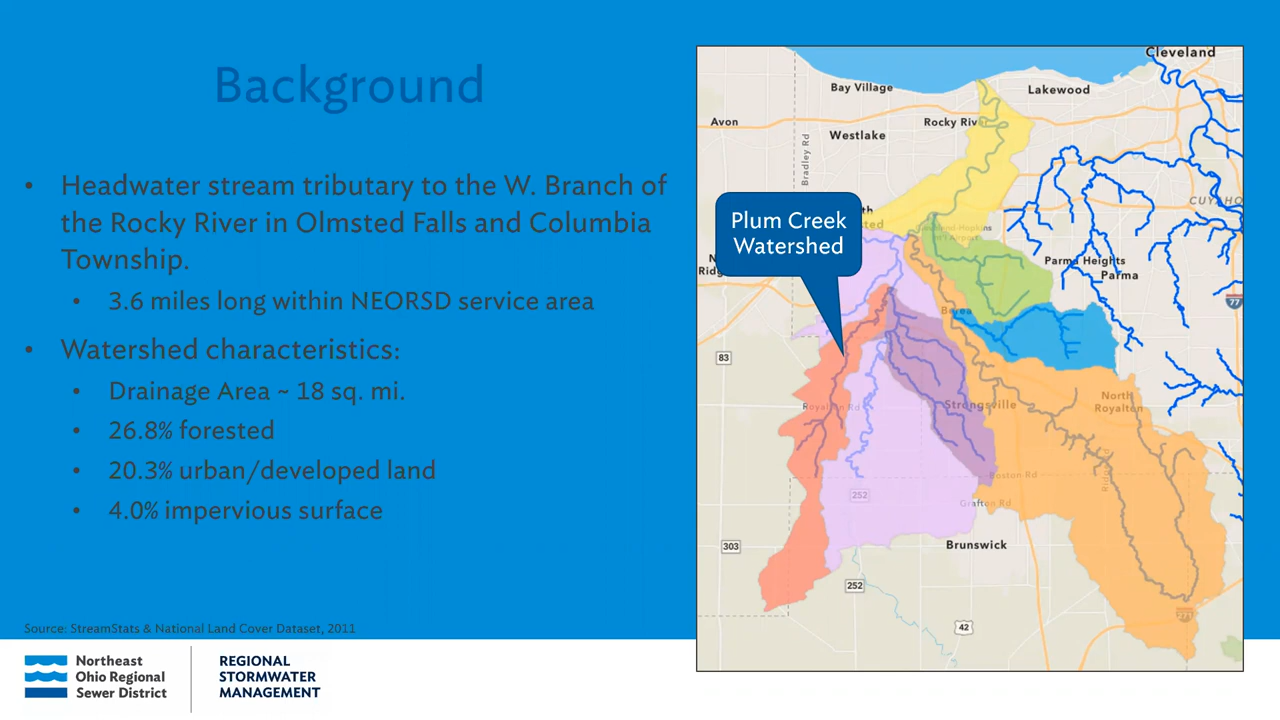 Background
• Headwater stream tributary to the W. Branch of
the Rocky River in Olmsted Falls and Columbia
Township.
• 3.6 miles long within NEORSD service area
• Watershed characteristics:
• Drainage Area ~ 18 sq. mi.
• 26.8% forested
• 20.3% urban/developed land
• 4.0% impervious surface
Source: StreamStats & National Land Cover Dataset, 2011
Northeast
Ohio Regional
Sewer District
REGIONAL
STORMWATER
MANAGEMENT
Cleveland
Bay Village
Lakewood
Avon
Rocky Riv
Westlake
Bradley Rd
CUYAHO
Plum Creek
Watershed
Parma Heights
Parma
77
Berea
83
Royalton Rd
Strongsville
North
Royalton
Boston Rd
252
Grafton Rd
303
Brunswick
252
42
271